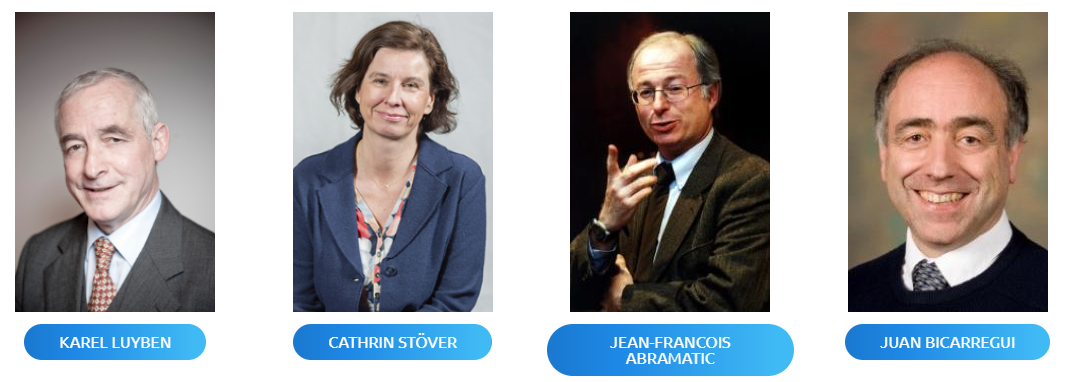 KAREL LUYBEN
CATHRIN STÖVER
JEAN-FRANCOIS
ABRAMATIC
JUAN BICARREGUI